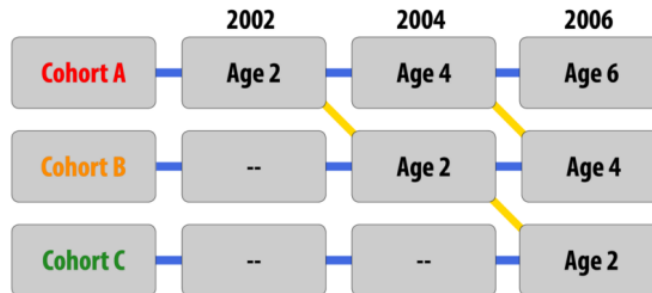 2002 2004 2006
Cohort A Age 2 Age 4 Age 6
Cohort B -- Age 2 Age 4
Cohort C -- -- Age 2